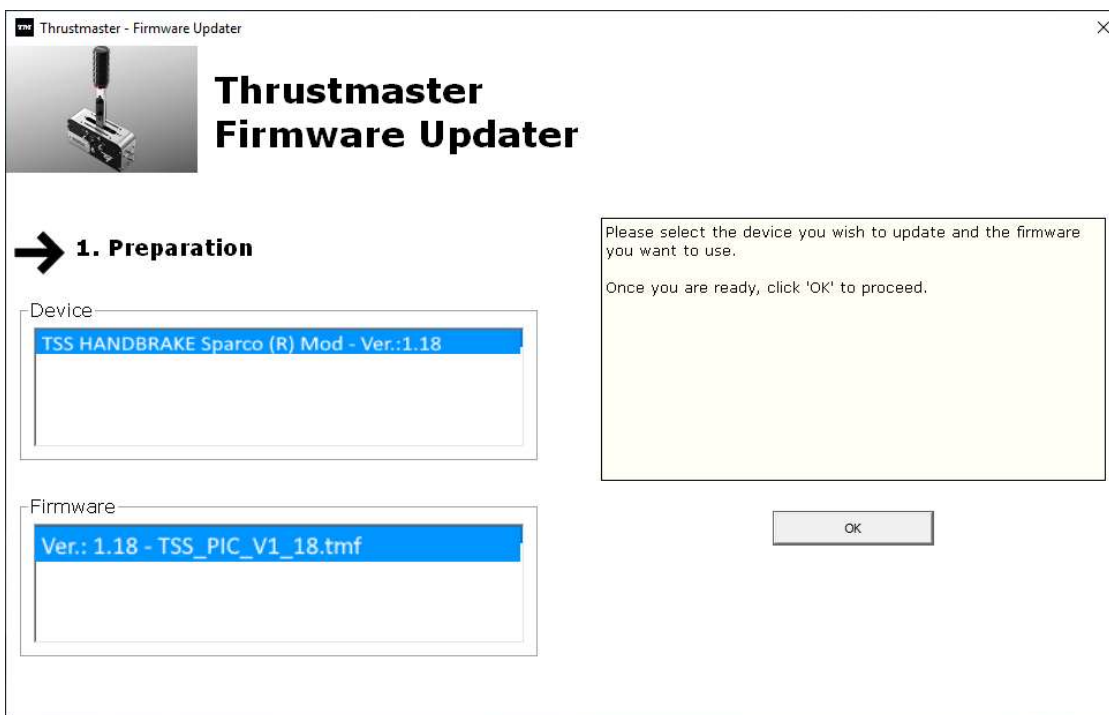 Thrustmaster - Firmware Updater
Thrustmaster
Firmware Updater
1. Preparation
Please select the device you wish to update and the firmware
you want to use.
Once you are ready, click 'OK' to proceed.
Device
TSS HANDBRAKE Sparco (R) Mod - Ver.:1.18
Firmware
Ver.: 1.18 - TSS_PIC_V1_18.tmf
OK